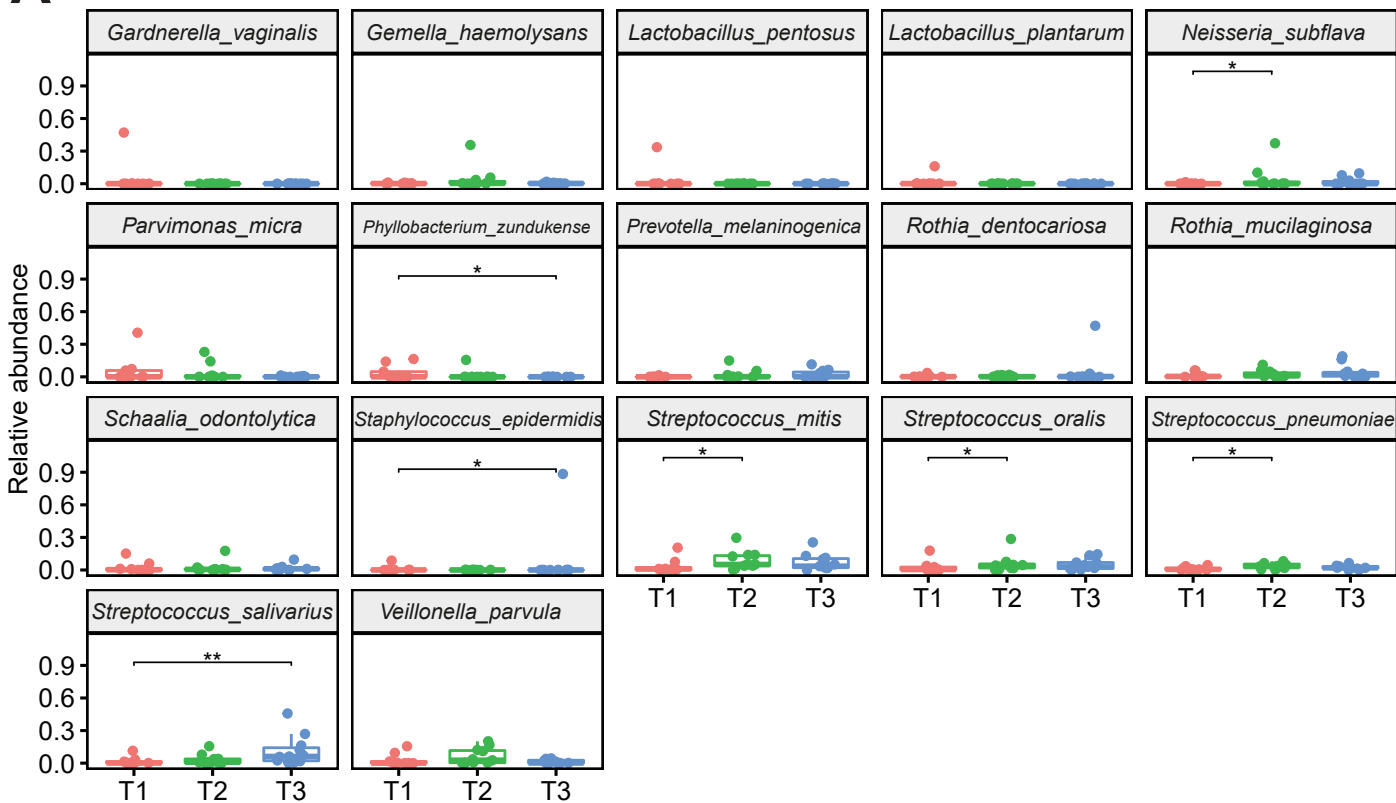 A
Gardnerella_vaginalis Gemella_haemolysans Lactobacillus_pentosus Lactobacillus_plantarum Neisseria_subflava
0.9
0.6
0.3
0.0
*
Parvimonas_micra Phyllobacterium_zundukense Prevotella_melaninogenica Rothia_dentocariosa Rothia_mucilaginosa
0.9
0.6
0.3
0.0
*
Relative abundance
Schaalia_odontolytica Staphylococcus_epidermidis Streptococcus_mitis Streptococcus_oralis Streptococcus_pneumoniae
0.9
0.6
0.3
0.0
* * * *
T1 T2 T3 T1 T2 T3 T1 T2 T3
Streptococcus_salivarius Veillonella_parvula
0.9
0.6
0.3
0.0
**
T1 T2 T3 T1 T2 T3